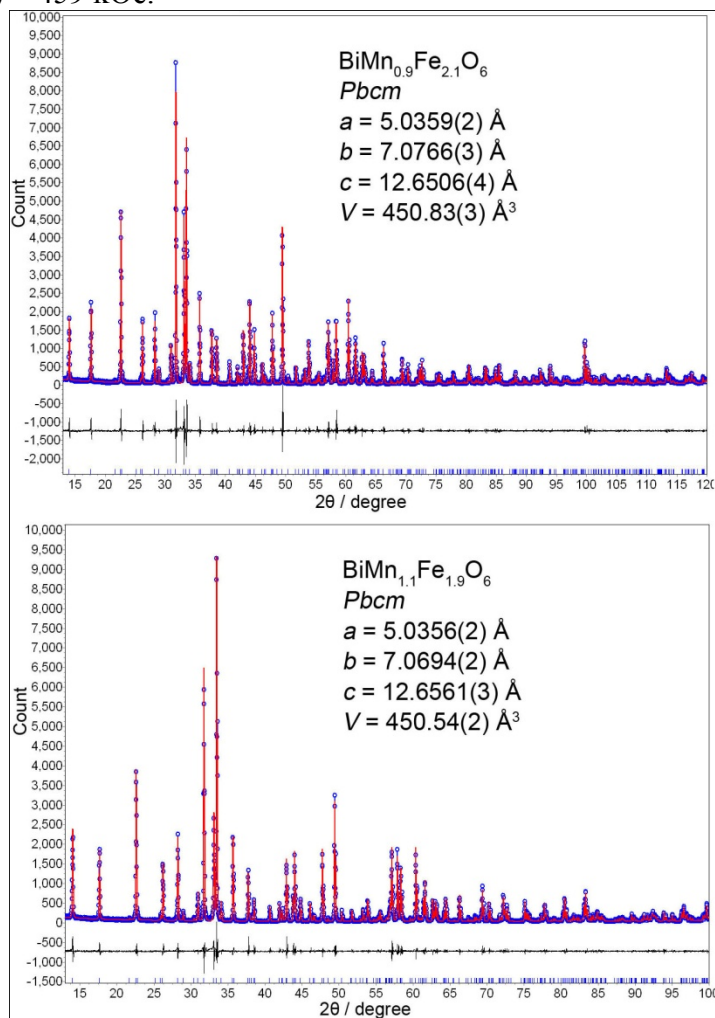 459 kOe.
10,000
9,500
9,000
8,500
8,000
7,500
7,000
6,500
6,000
5,500
5,000
4,500
4,000
3,500
3,000
2,500
2,000
1,500
1,000
500
0
-500
-1,000
-1,500
-2,000
Count
BiMn0.9Fe2.1O6
Pbcm
a = 5.0359(2) Å
b = 7.0766(3) Å
c = 12.6506(4) Å
V = 450.83(3) Å3
15 20 25 30 35 40 45 50 55 60 65 70 75 80 85 90 95 100 105 110 115 120
2θ / degree
10,000
9,500
9,000
8,500
8,000
7,500
7,000
6,500
6,000
5,500
5,000
4,500
4,000
3,500
3,000
2,500
2,000
1,500
1,000
500
0
-500
-1,000
-1,500
Count
BiMn1.1Fe1.9O6
Pbcm
a = 5.0356(2) Å
b = 7.0694(2) Å
c = 12.6561(3) Å
V = 450.54(2) Å3
15 20 25 30 35 40 45 50 55 60 65 70 75 80 85 90 95 100
2θ / degree